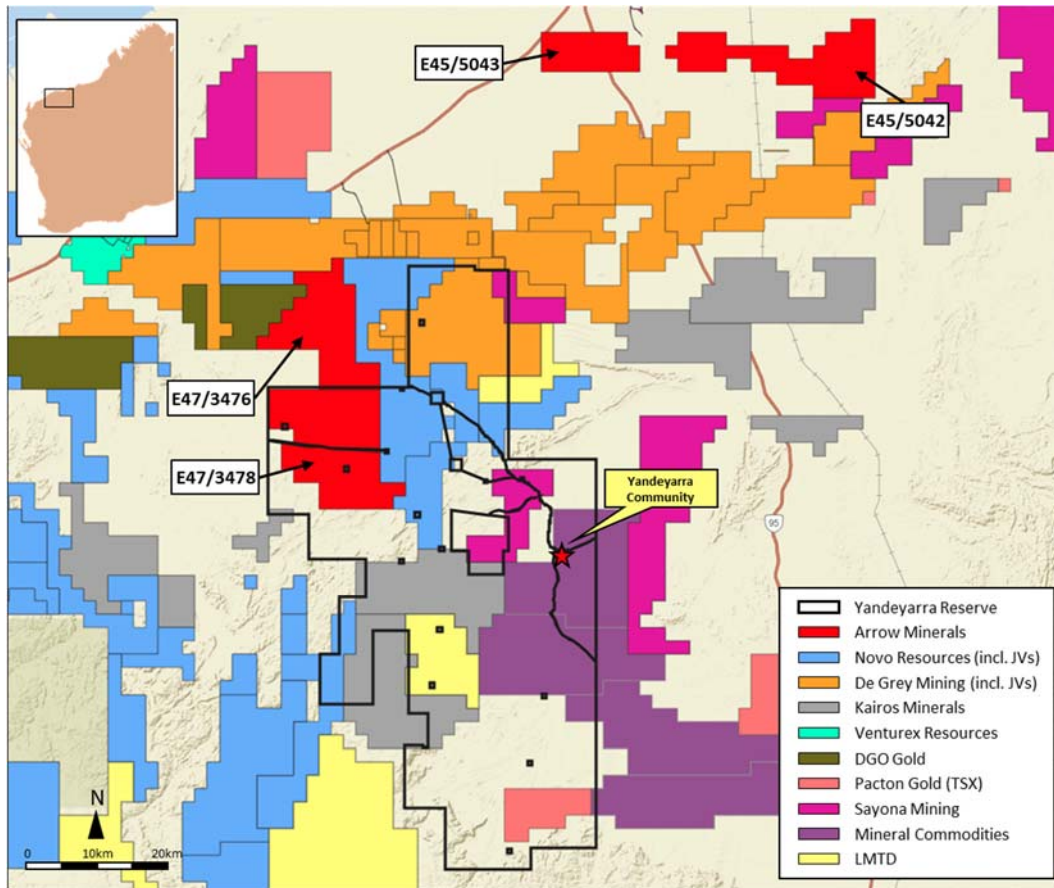 E45/5043
E45/5042
E47/3476
E47/3478
Yandeyarra
Community
95
N
0
10km
20km
Yandeyarra Reserve
Arrow Minerals
Novo Resources (incl. JVs)
De Grey Mining (incl. JVs)
Kairos Minerals
Venturex Resources
DGO Gold
Pacton Gold (TSX)
Sayona Mining
Mineral Commodities
LMTD